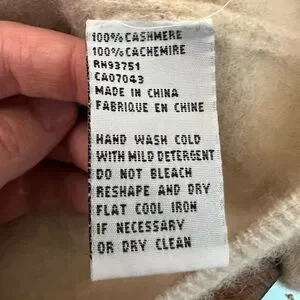 100% CASHMERE
100% CACHEMIRE
RN93751
CA07043
MADE IN CHINA
FABRIQUE EN CHINE
HAND WASH COLD
WITH MILD DETERGENT
DO NOT BLEACH
RESHAPE AND DRY
FLAT COOL IRON
IF NECESSARY
OR DRY CLEAN